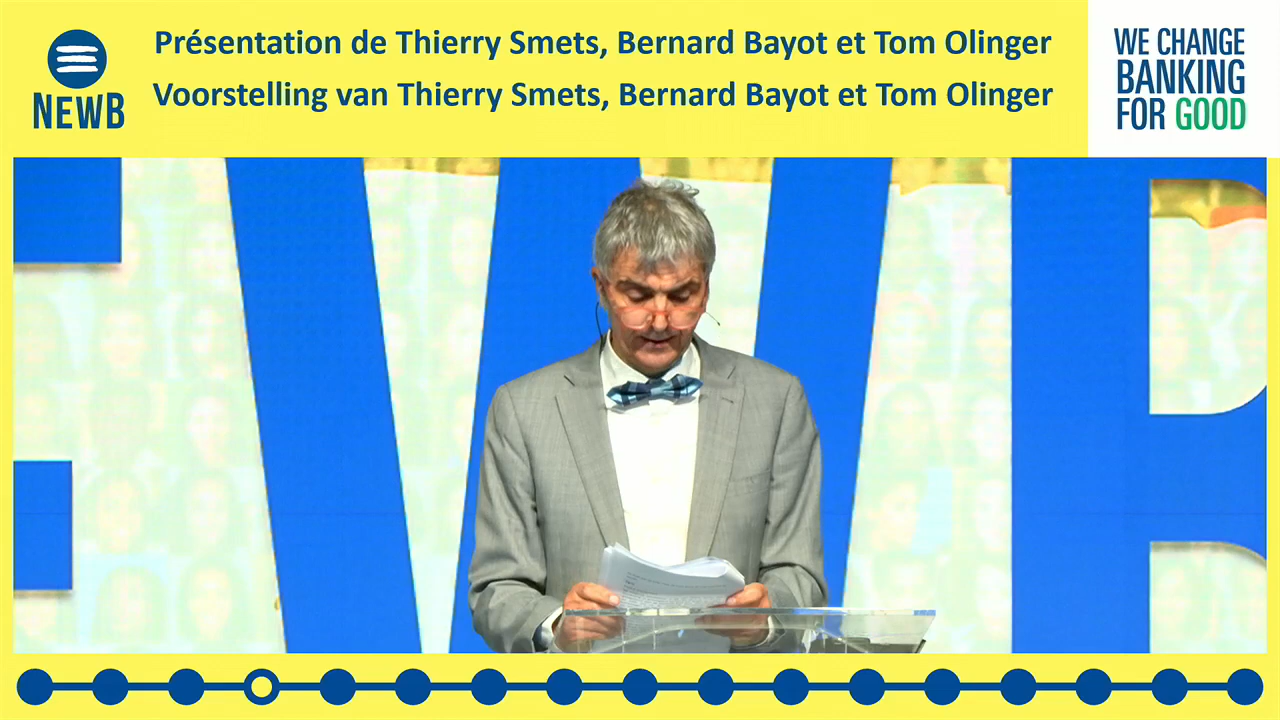 Présentation de Thierry Smets, Bernard Bayot et Tom Olinger
Voorstelling van Thierry Smets, Bernard Bayot et Tom Olinger
NEWB
WE CHANGE
BANKING
FOR GOOD
EWB